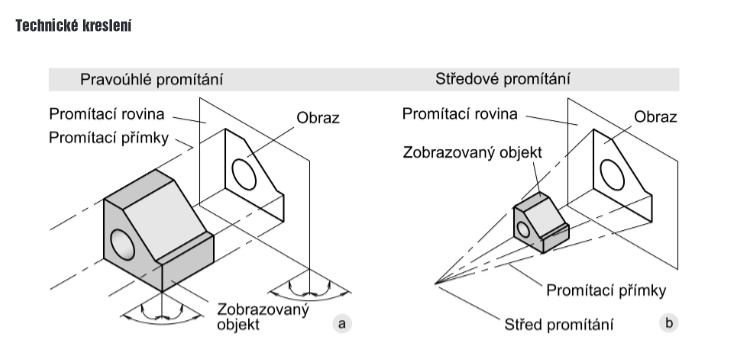 Technické kreslení
Pravoúhlé promítání
Středové promítání
Promítací rovina
Promítací přímky
Obraz
Zobrazovaný
objekt
a
Promítací rovina
Obraz
Zobrazovaný objekt
Promítací přímky
Střed promítání
b